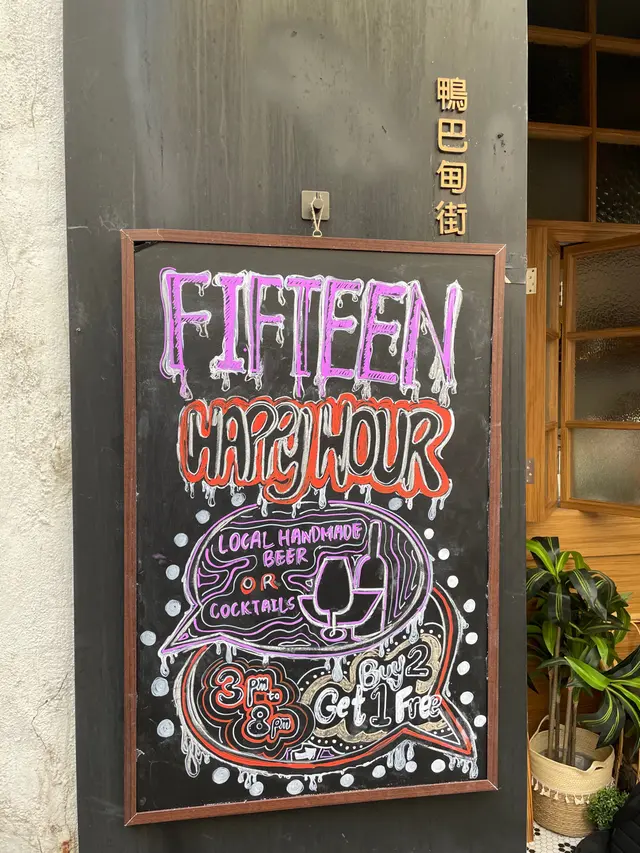 鴨巴甸街
FIFTEEN
HAPPY HOUR
LOCAL HANDMADE
BEER
OR
COCKTAILS
3pm
to
8pm
Buy 2
Get 1 Free